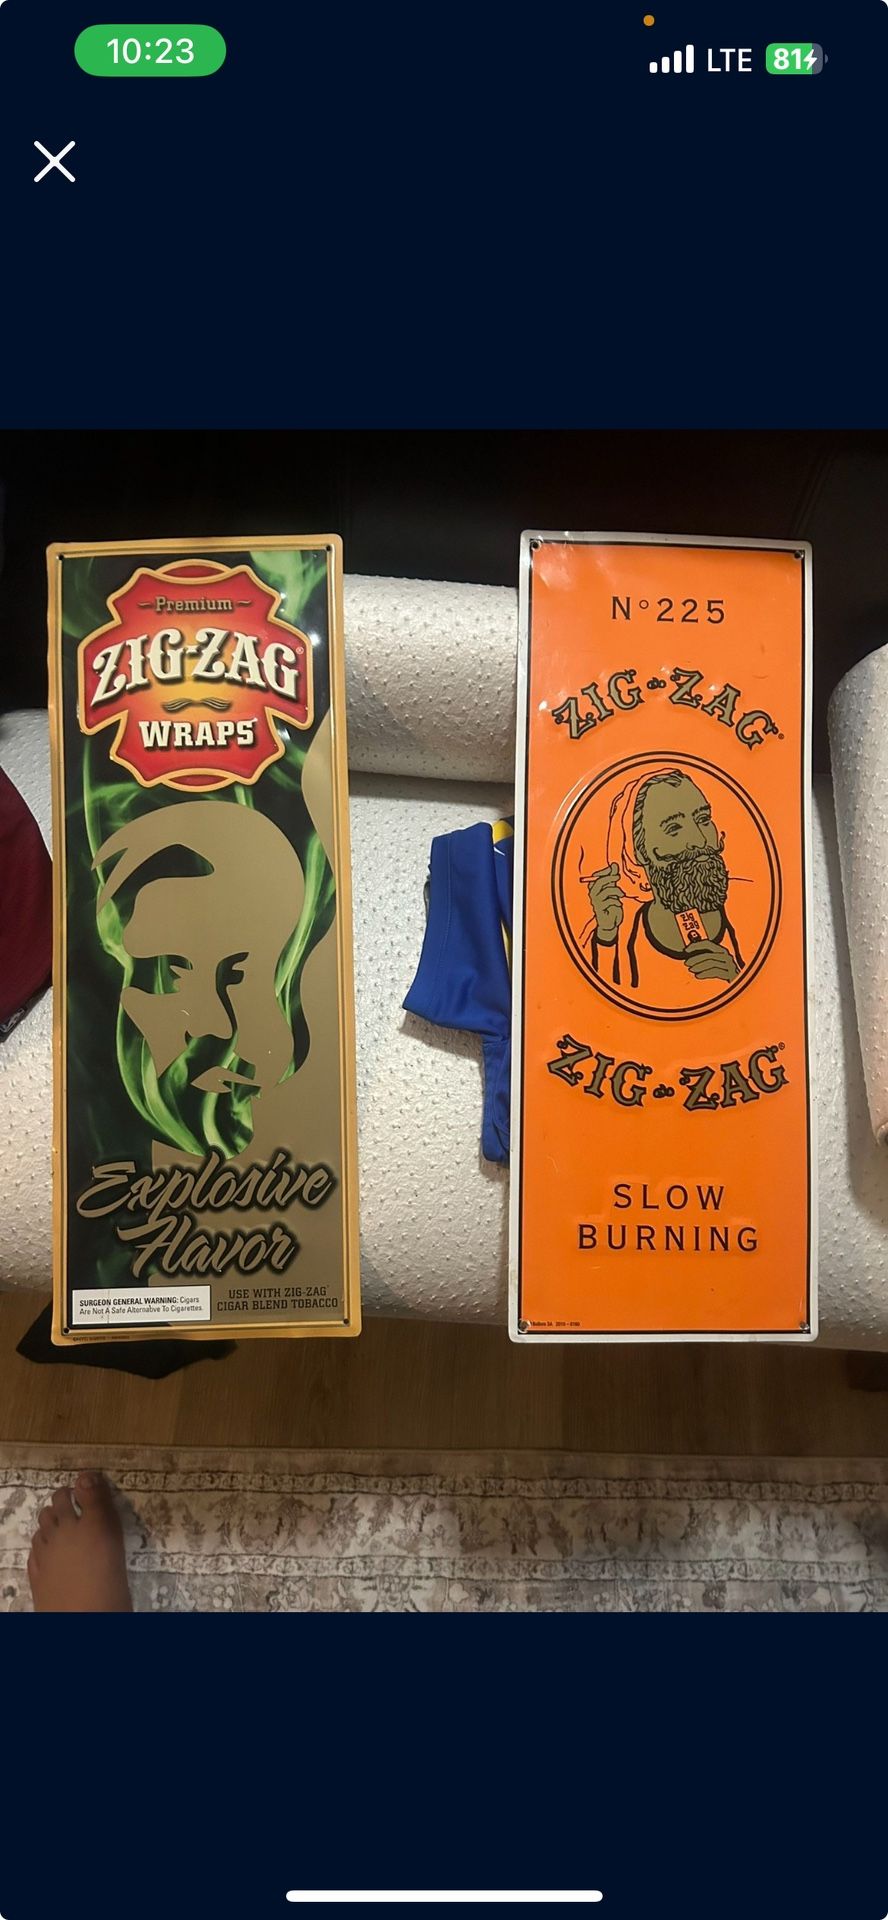 10:23
LTE
81
Premium
ZIG-ZAG®
WRAPS
Explosive
Flavor
SURGEON GENERAL WARNING: Cigars
Are Not A Safe Alternative To Cigarettes.
USE WITH ZIG-ZAG®
CIGAR BLEND TOBACCO
Nº225
ZIG-ZAG®
Zig
Zag
ZIG-ZAG®
SLOW
BURNING